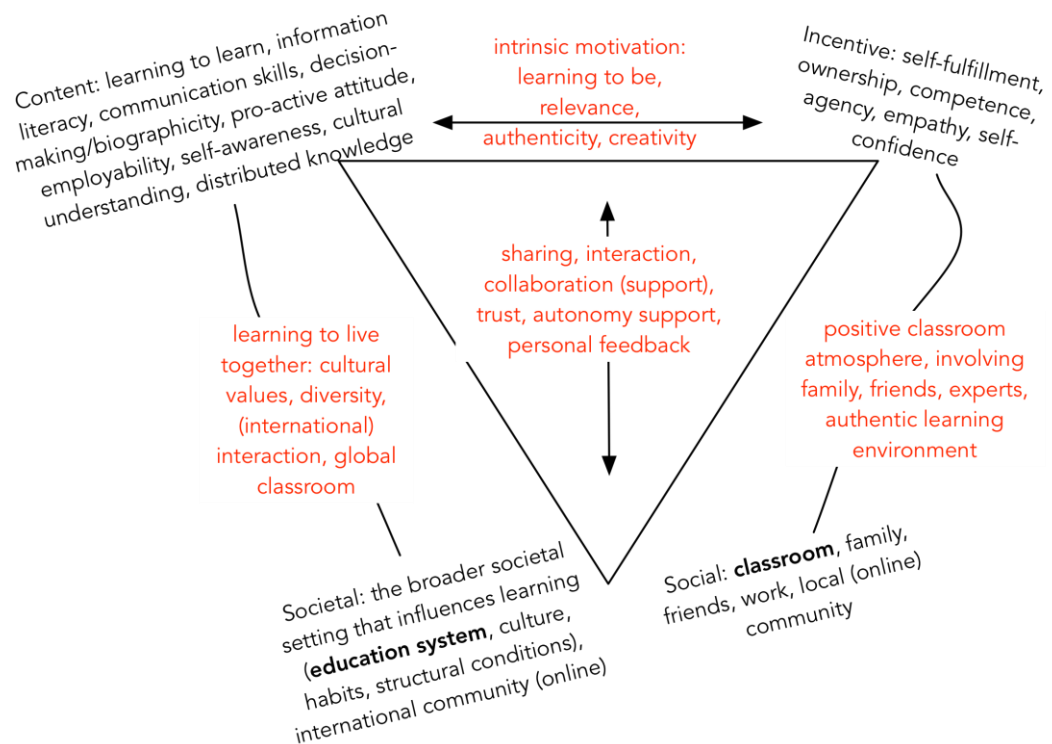 Content: learning to learn, information
literacy, communication skills, decision-
making/biographicity, pro-active attitude,
employability, self-awareness, cultural
understanding, distributed knowledge
intrinsic motivation:
learning to be,
relevance,
authenticity, creativity
Incentive: self-fulfillment,
ownership, competence,
agency, empathy, self-
confidence
sharing, interaction,
collaboration (support),
trust, autonomy support,
personal feedback
learning to live
together: cultural
values, diversity,
(international)
interaction, global
classroom
positive classroom
atmosphere, involving
family, friends, experts,
authentic learning
environment
Societal: the broader societal
setting that influences learning
(education system, culture,
habits, structural conditions),
international community (online)
Social: classroom, family,
friends, work, local (online)
community